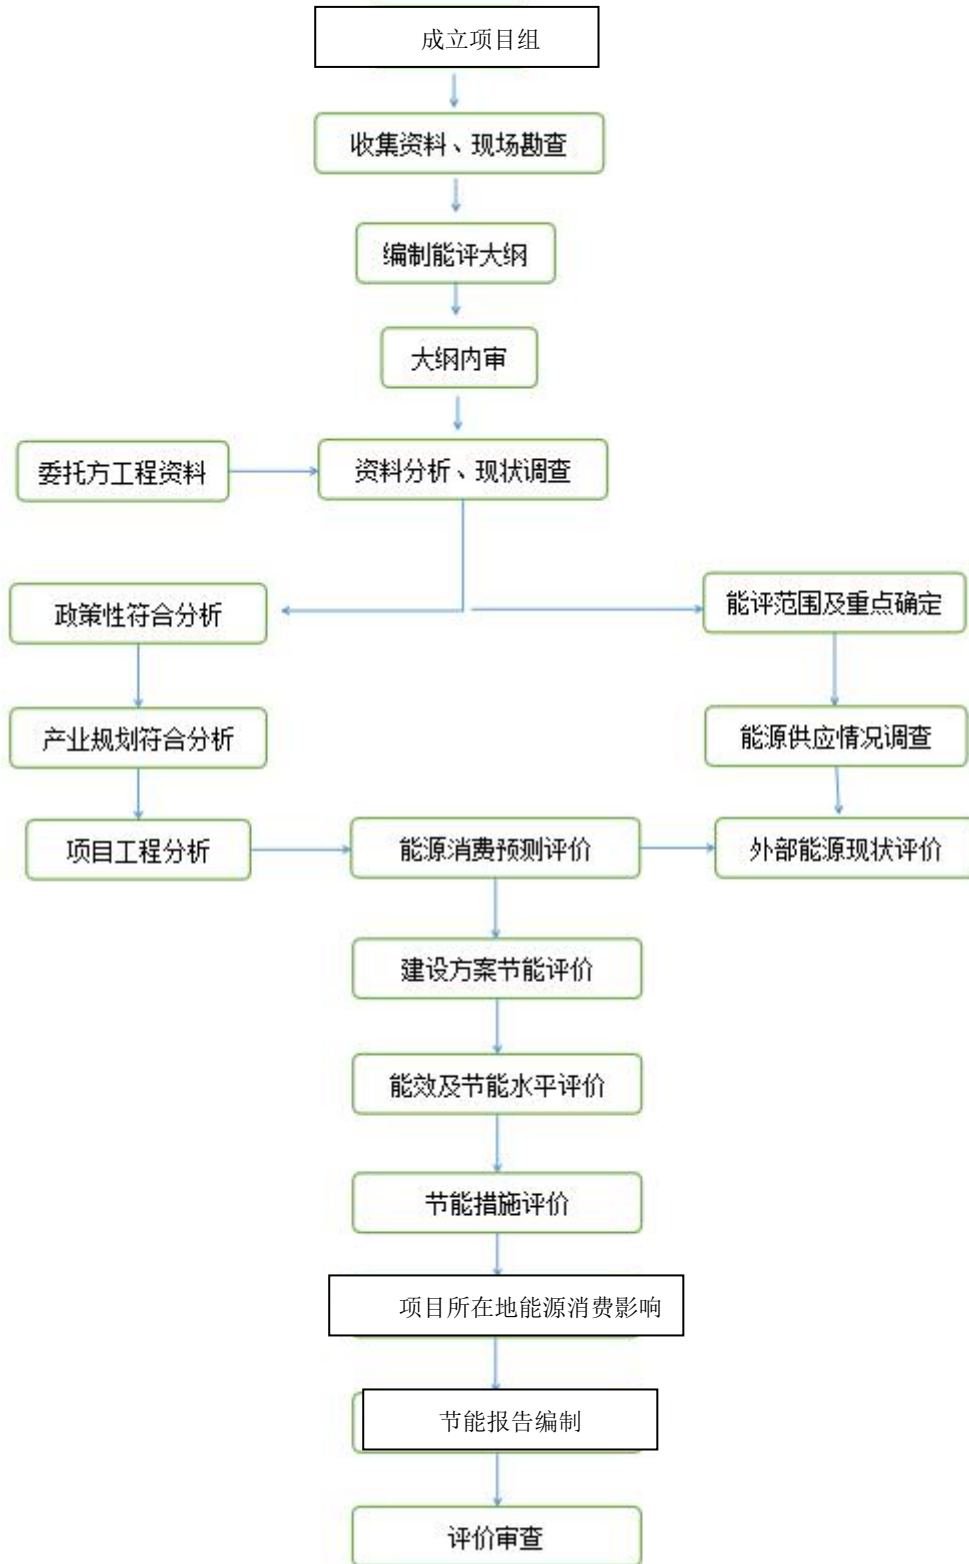 成立项目组
收集资料、现场勘查
编制能评大纲
大纲内审
委托方工程资料
资料分析、现状调查
政策性符合分析
能评范围及重点确定
产业规划符合分析
能源供应情况调查
项目工程分析
能源消费预测评价
外部能源现状评价
建设方案节能评价
能效及节能水平评价
节能措施评价
项目所在地能源消费影响
节能报告编制
评价审查